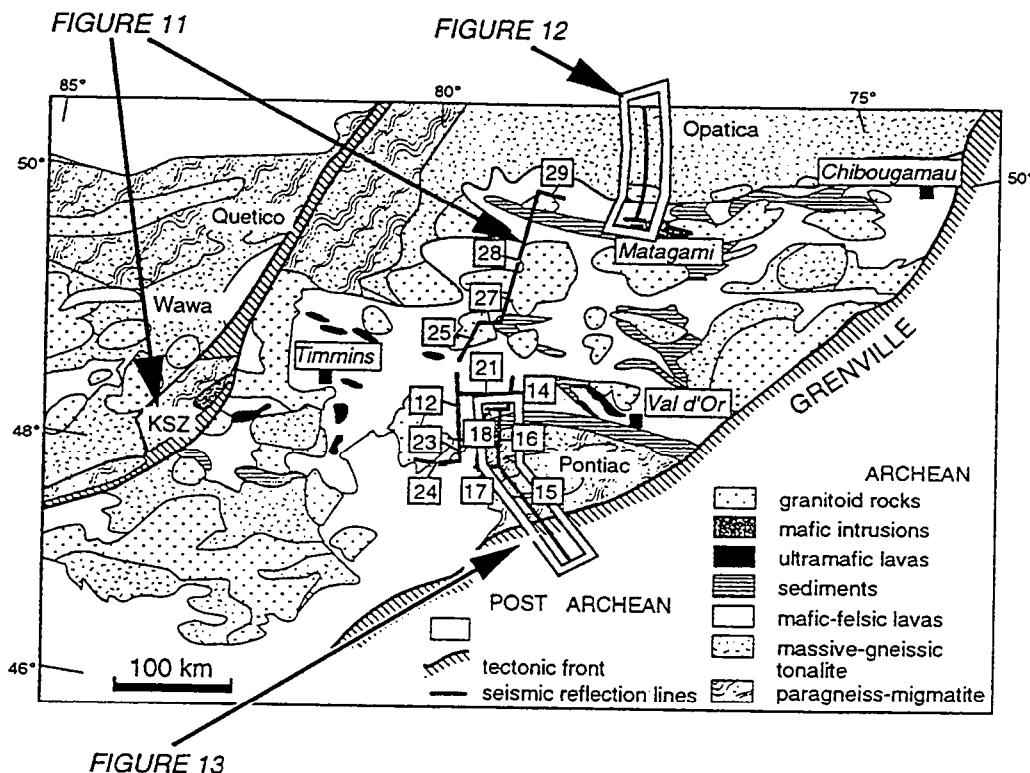 FIGURE 11
FIGURE 12
85°
80°
75°
Opatica
50°
Chibougamau
50°
29
Quetico
Matagami
28
Wawa
27
25
Timmins
21
GRENVILLE
12
14
Val d'Or
KSZ
48°
23
18
16
Pontiac
24
17
15
ARCHEAN
granitoid rocks
mafic intrusions
ultramafic lavas
sediments
mafic-felsic lavas
massive-gneissic
tonalite
paragneiss-migmatite
POST ARCHEAN
tectonic front
seismic reflection lines
46°
100 km
FIGURE 13